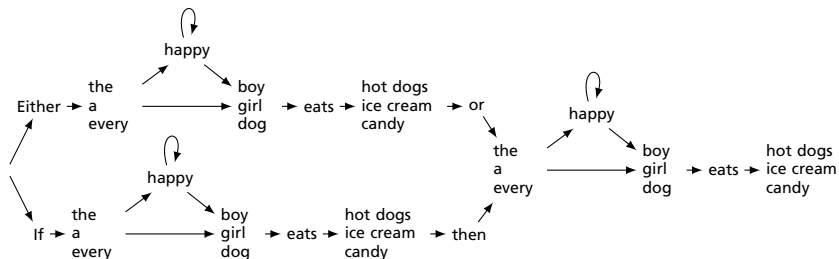 happy
the
a
every
Either
boy
girl
dog
eats
hot dogs
ice cream
candy
or
happy
the
a
every
If
boy
girl
dog
eats
hot dogs
ice cream
candy
then
the
a
every
happy
boy
girl
dog
eats
hot dogs
ice cream
candy